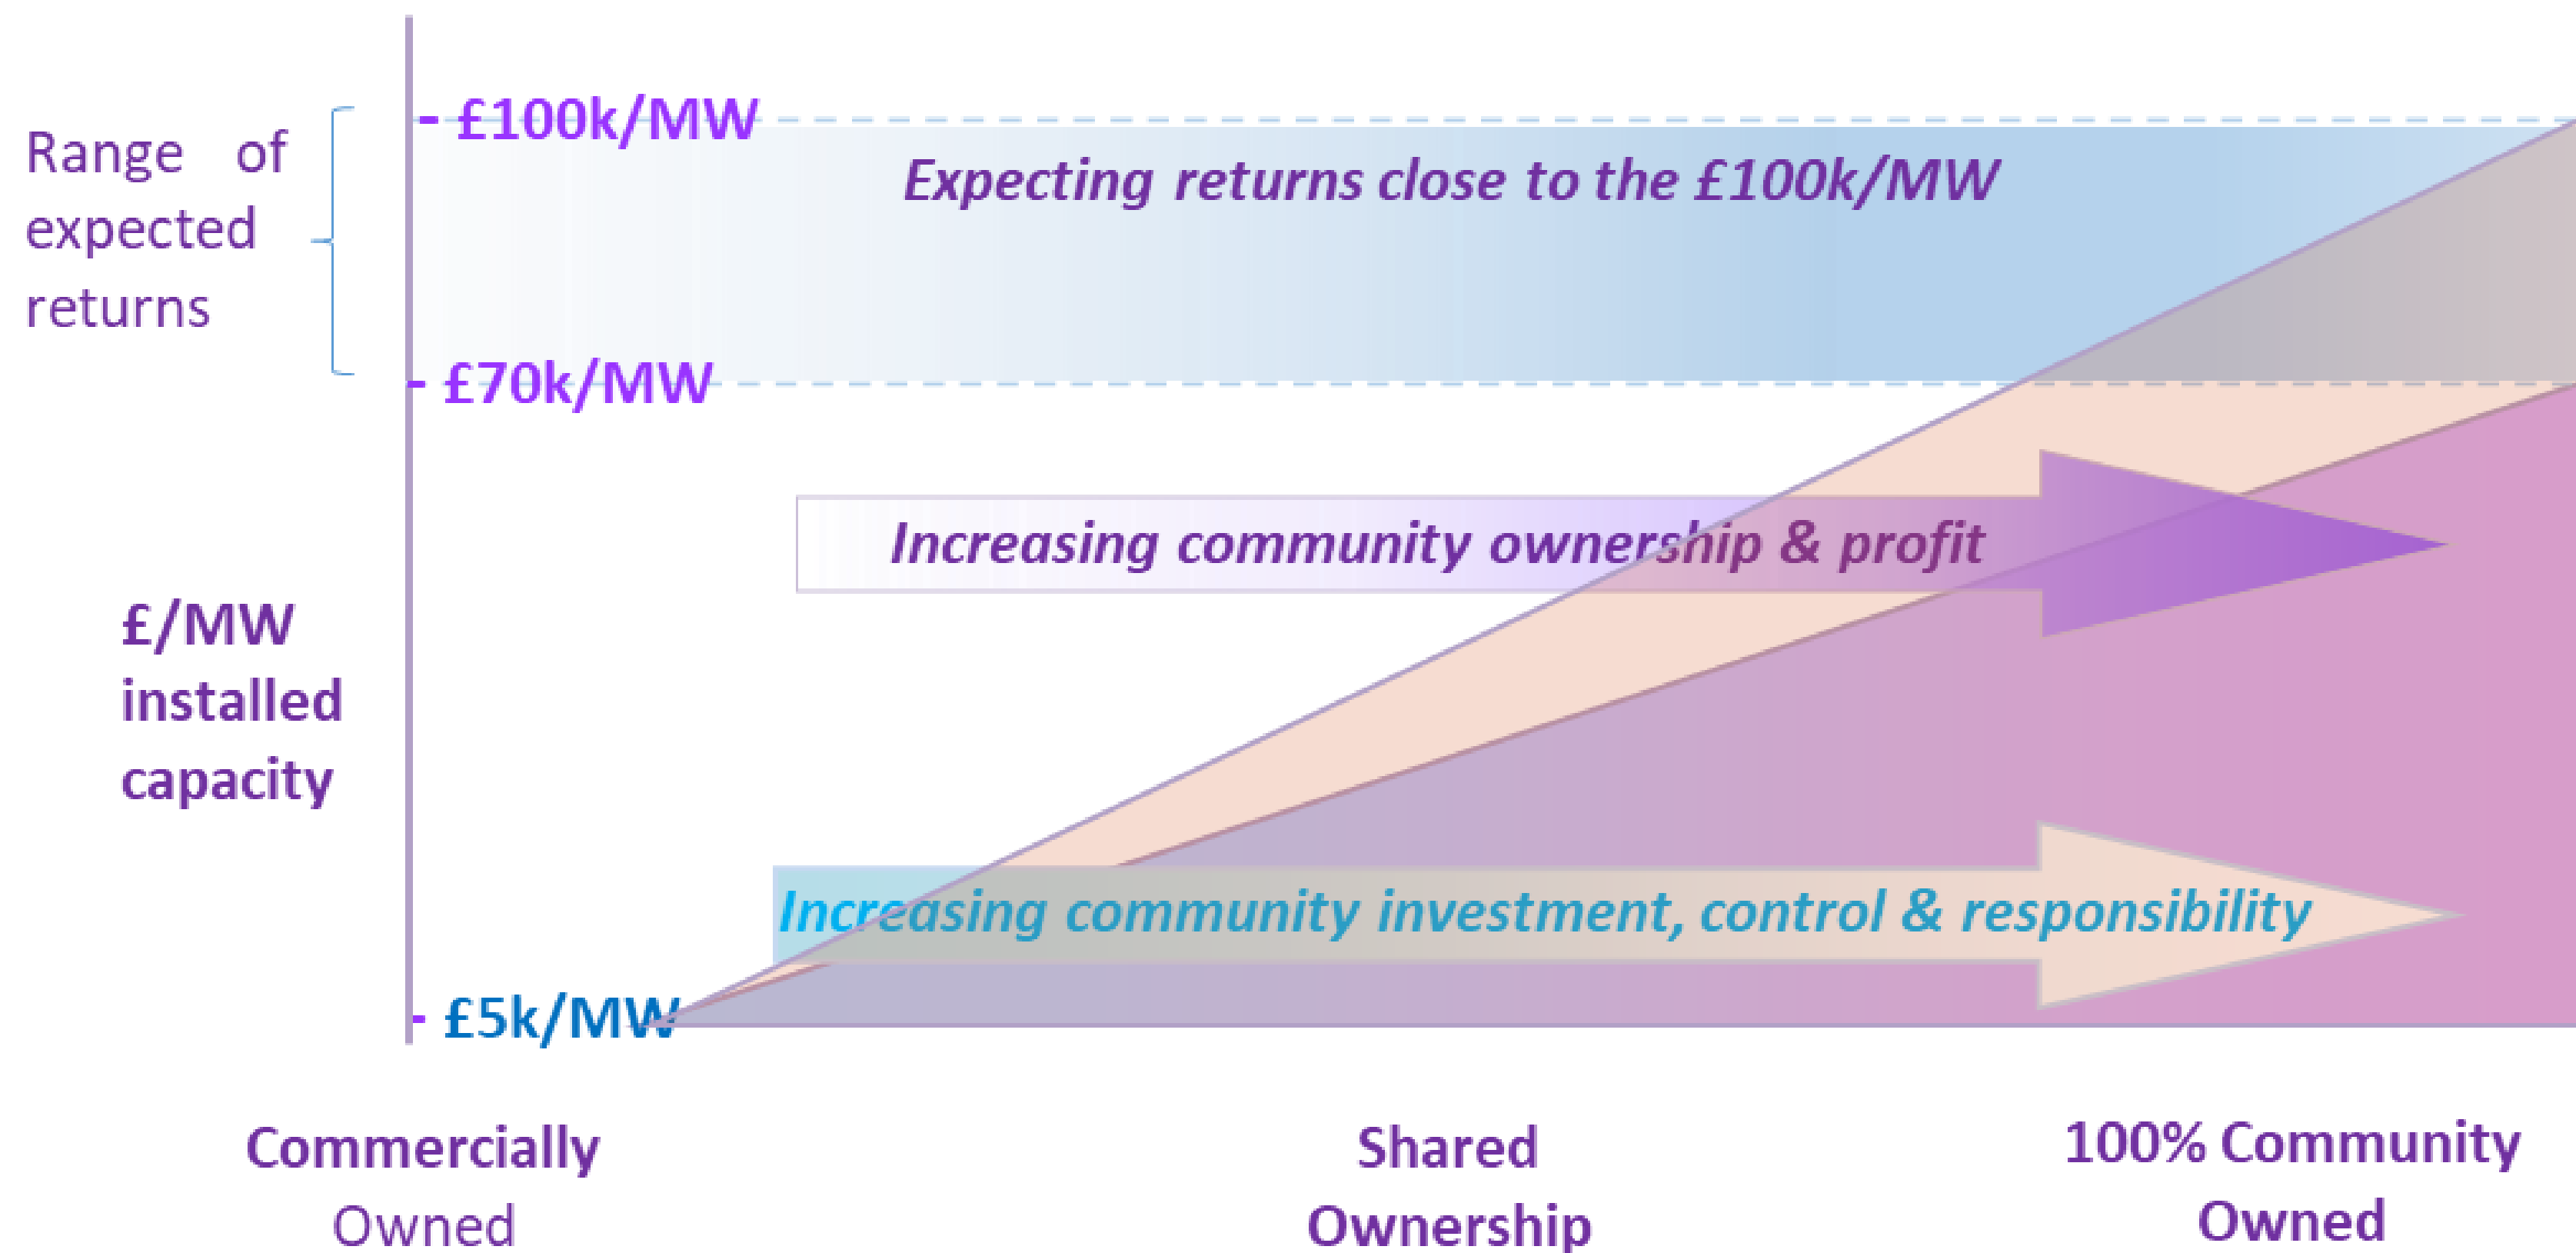 - £100k/MW
Range of
expected
returns
Expecting returns close to the £100k/MW
- £70k/MW
Increasing community ownership & profit
£/MW
installed
capacity
Increasing community investment, control & responsibility
- £5k/MW
Commercially
Owned
Shared
Ownership
100% Community
Owned